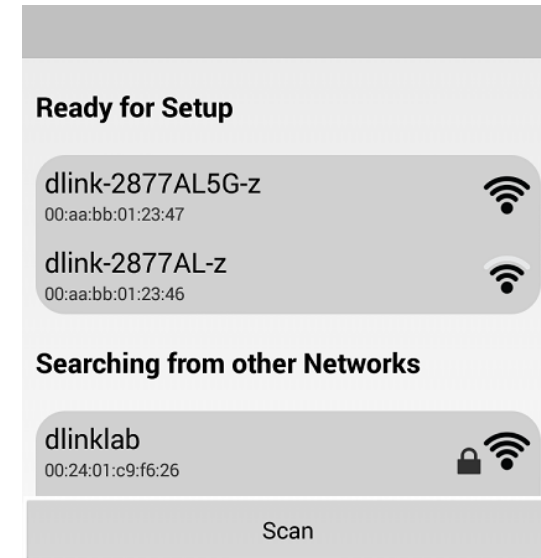 Ready for Setup
dlink-2877AL5G-z
00:aa:bb:01:23:47
dlink-2877AL-z
00:aa:bb:01:23:46
Searching from other Networks
dlinklab
00:24:01:c9:f6:26
Scan